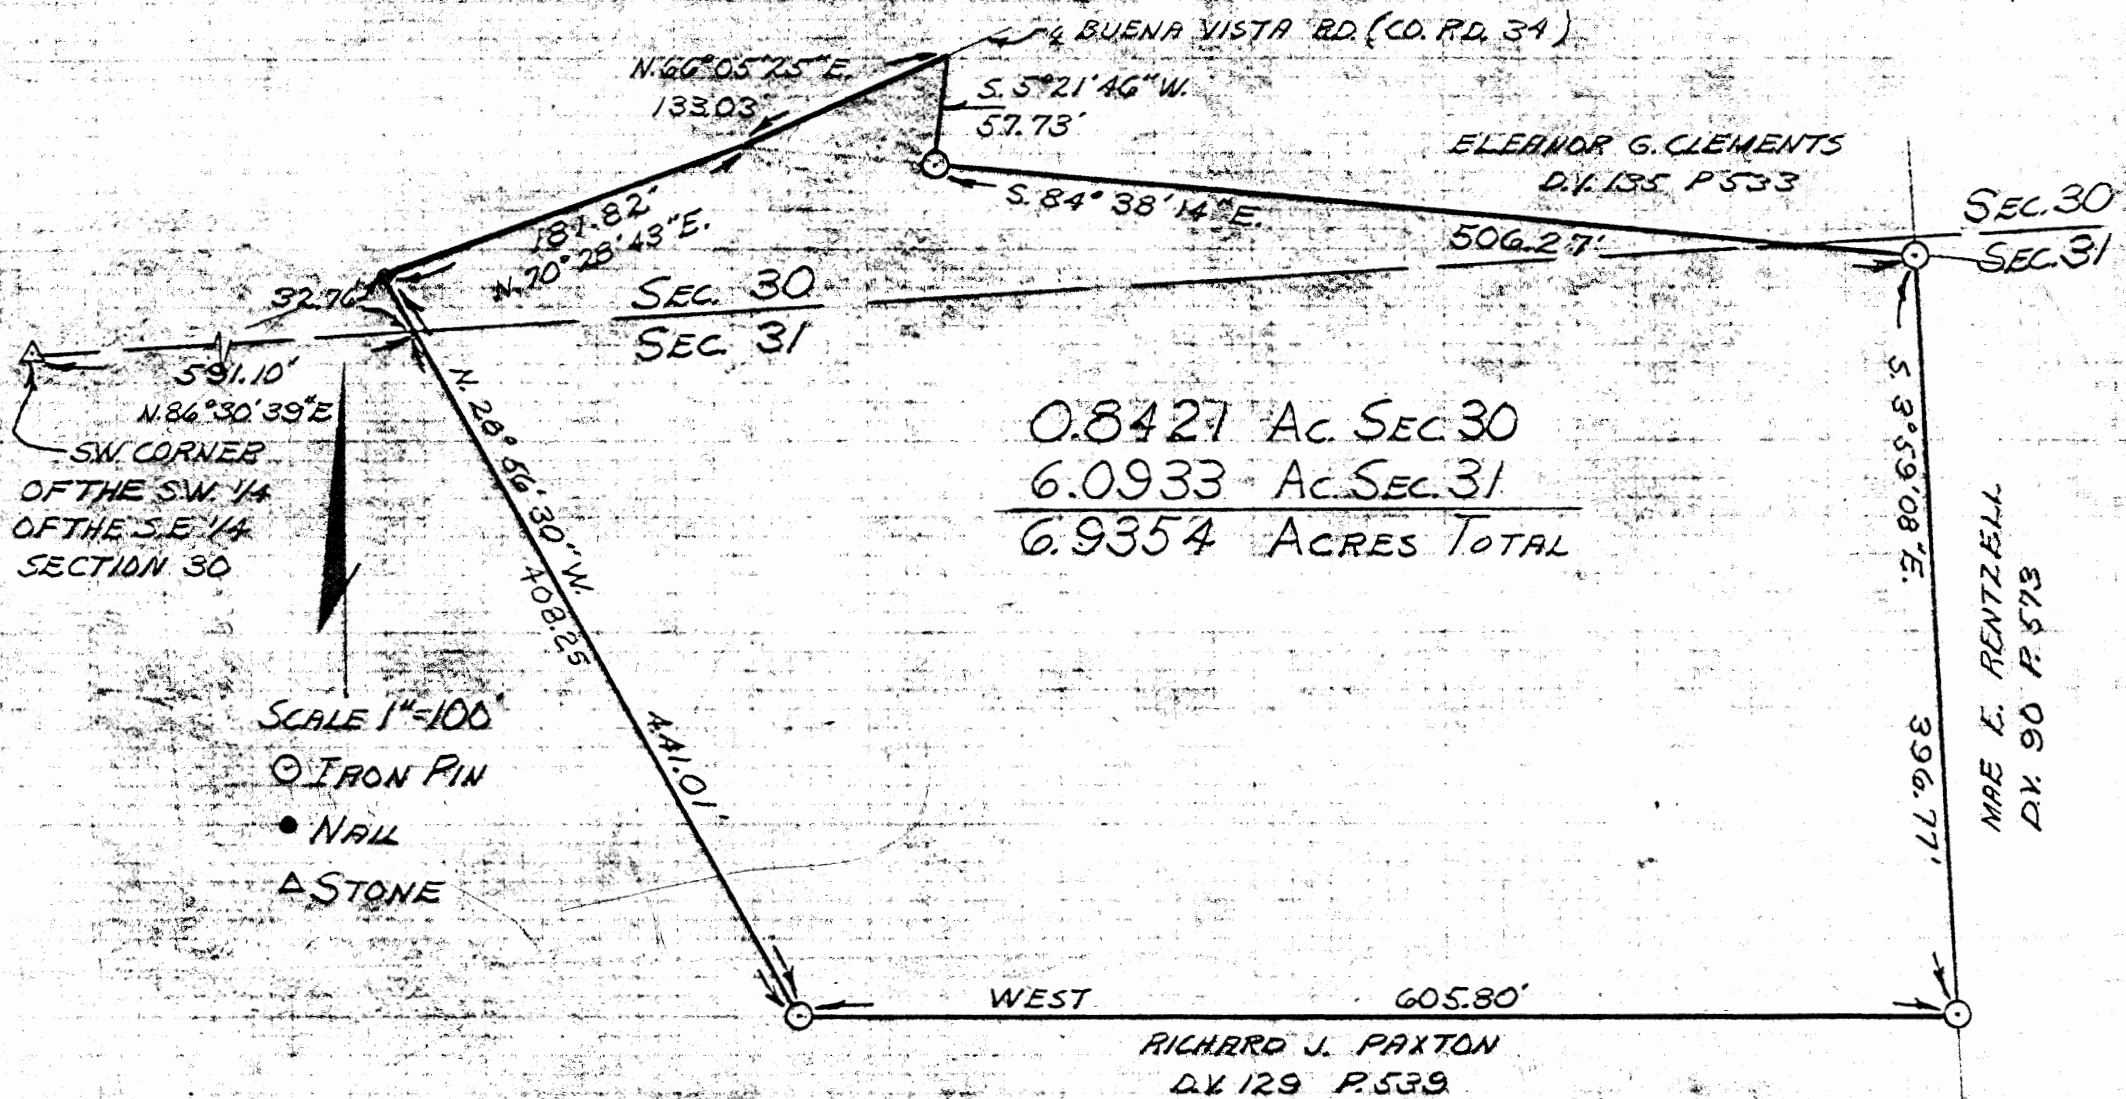 ℄ BUENA VISTA RD. (CO. RD. 34)
N. 66° 05' 25" E.
133.03'
S. 5° 21' 46" W.
57.73'
ELEANOR G. CLEMENTS
D.V. 135 P 533
S. 84° 38' 14" E.
506.27'
SEC. 30
SEC. 31
181.82'
N. 70° 28' 43" E.
32.76'
SEC. 30
SEC. 31
591.10'
N. 86° 30' 39" E
SW. CORNER
OF THE S.W. 1/4
OF THE S.E. 1/4
SECTION 30
N. 28° 56' 30" W.
408.25
441.01'
0.8427 AC. SEC. 30
6.0933 AC. SEC. 31
6.9354 ACRES TOTAL
S. 3° 59' 08" E.
396.77'
MAE E. RENTZELL
D.V. 90 P. 573
SCALE 1"=100'
IRON PIN
NAIL
STONE
WEST 605.80'
RICHARD J. PAXTON
D.V. 129 P. 539